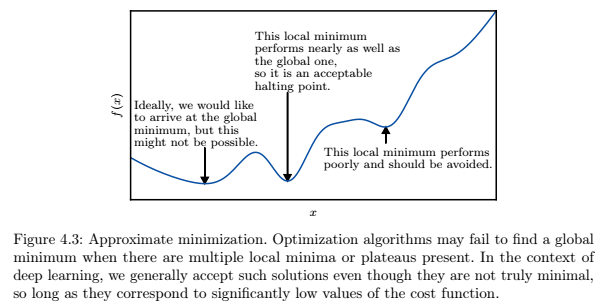 This local minimum
performs nearly as well as
the global one,
so it is an acceptable
halting point.
Ideally, we would like
to arrive at the global
minimum, but this
might not be possible.
This local minimum performs
poorly and should be avoided.
f(x)
x
Figure 4.3: Approximate minimization. Optimization algorithms may fail to find a global
minimum when there are multiple local minima or plateaus present. In the context of
deep learning, we generally accept such solutions even though they are not truly minimal,
so long as they correspond to significantly low values of the cost function.